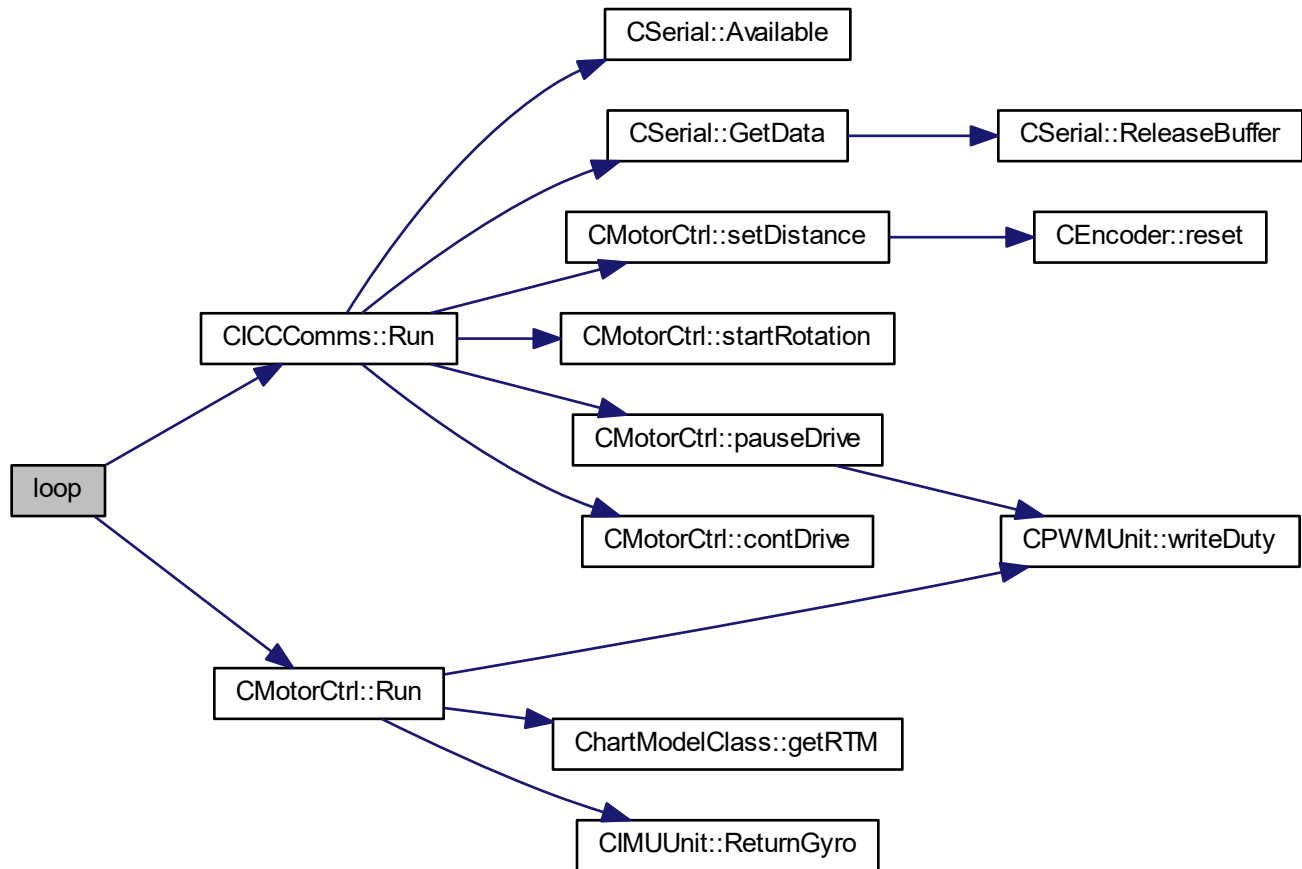 CSerial::Available
CSerial::GetData
CSerial::ReleaseBuffer
CMotorCtrl::setDistance
CEncoder::reset
CICCComms::Run
CMotorCtrl::startRotation
CMotorCtrl::pauseDrive
loop
CMotorCtrl::contDrive
CPWMUnit::writeDuty
CMotorCtrl::Run
ChartModelClass::getRTM
CIMUUnit::ReturnGyro